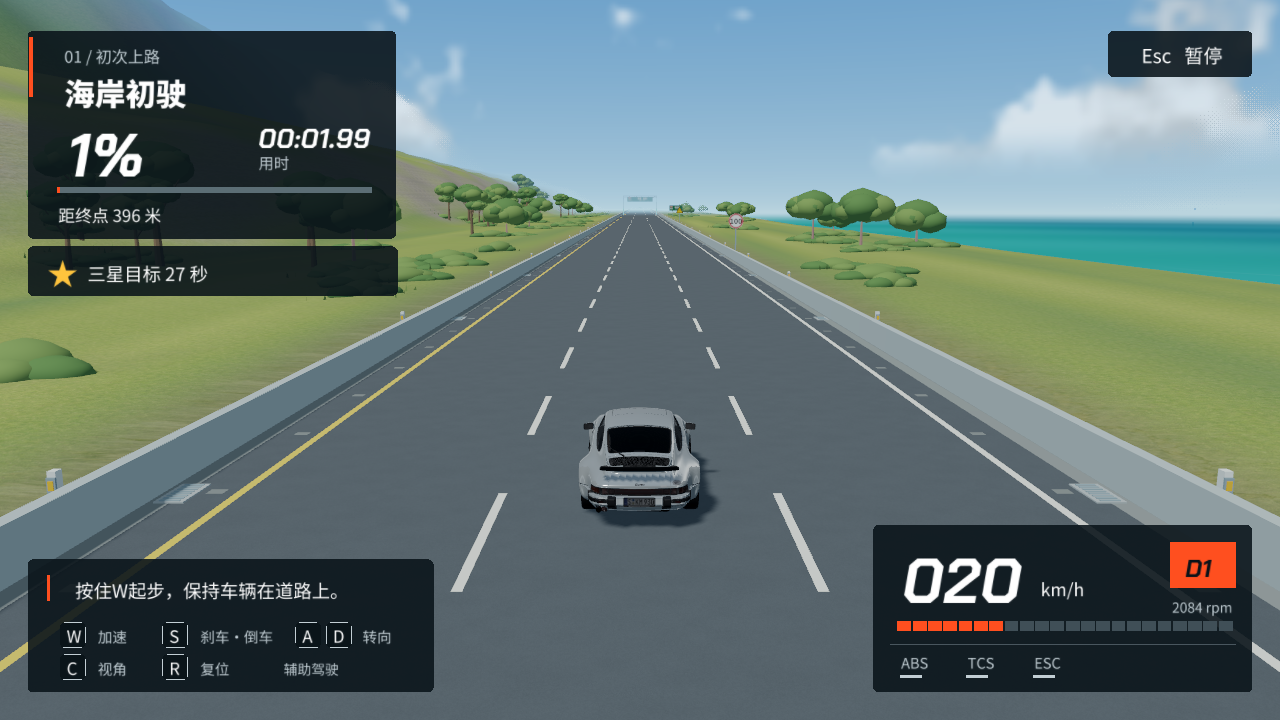 01 / 初次上路
海岸初驶
1%
00:01.99
用时
距终点 396 米
三星目标 27 秒
Esc 暂停
100
按住W起步，保持车辆在道路上。
W 加速 S 刹车·倒车 A D 转向
C 视角 R 复位 辅助驾驶
020 km/h
D1
2084 rpm
ABS TCS ESC